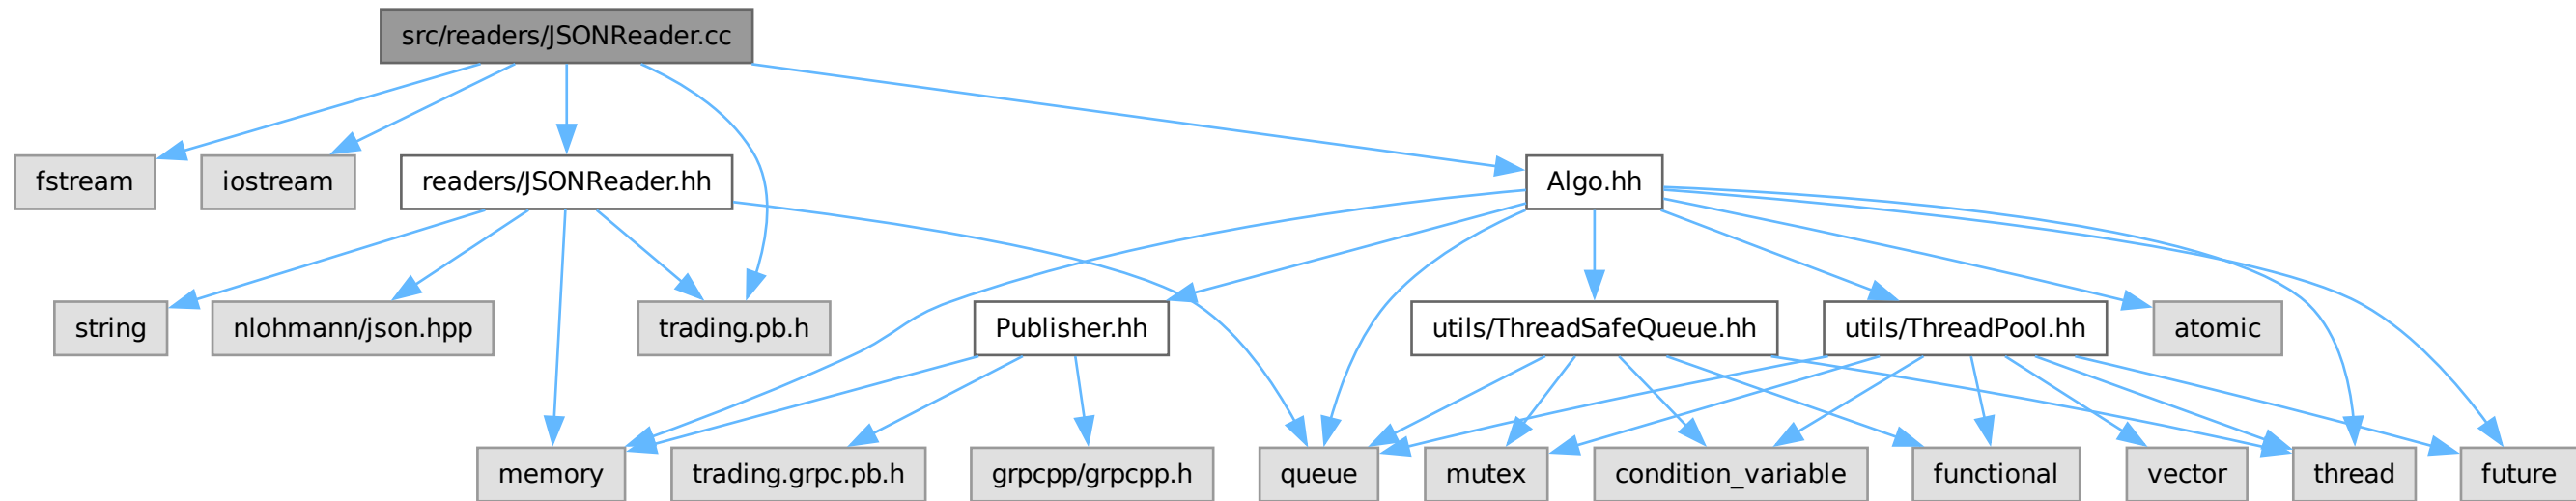 src/readers/JSONReader.cc
fstream
iostream
readers/JSONReader.hh
Algo.hh
string
nlohmann/json.hpp
trading.pb.h
Publisher.hh
utils/ThreadSafeQueue.hh
utils/ThreadPool.hh
atomic
memory
trading.grpc.pb.h
grpcpp/grpcpp.h
queue
mutex
condition_variable
functional
vector
thread
future